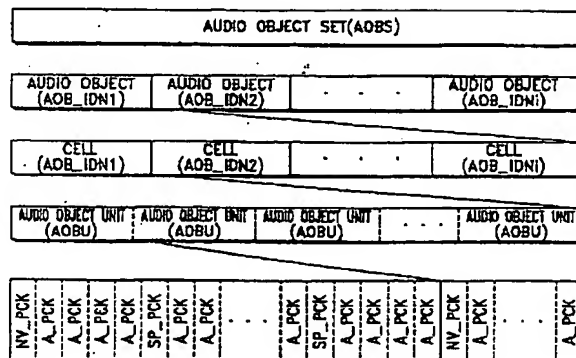 AUDIO OBJECT SET(AOBS)
AUDIO OBJECT AUDIO OBJECT · · · AUDIO OBJECT
(AOB_IDN1) (AOB_IDN2) (AOB_IDNi)
CELL CELL · · · CELL
(AOB_IDN1) (AOB_IDN2) (AOB_IDNi)
AUDIO OBJECT UNIT AUDIO OBJECT UNIT AUDIO OBJECT UNIT · · · AUDIO OBJECT UNIT
(AOBU) (AOBU) (AOBU) (AOBU)
NV_PCK
A_PCK
A_PCK
A_PCK
A_PCK
SP_PCK
A_PCK
A_PCK
· · ·
A_PCK
SP_PCK
A_PCK
A_PCK
A_PCK
A_PCK
NV_PCK
A_PCK
· · ·
A_PCK